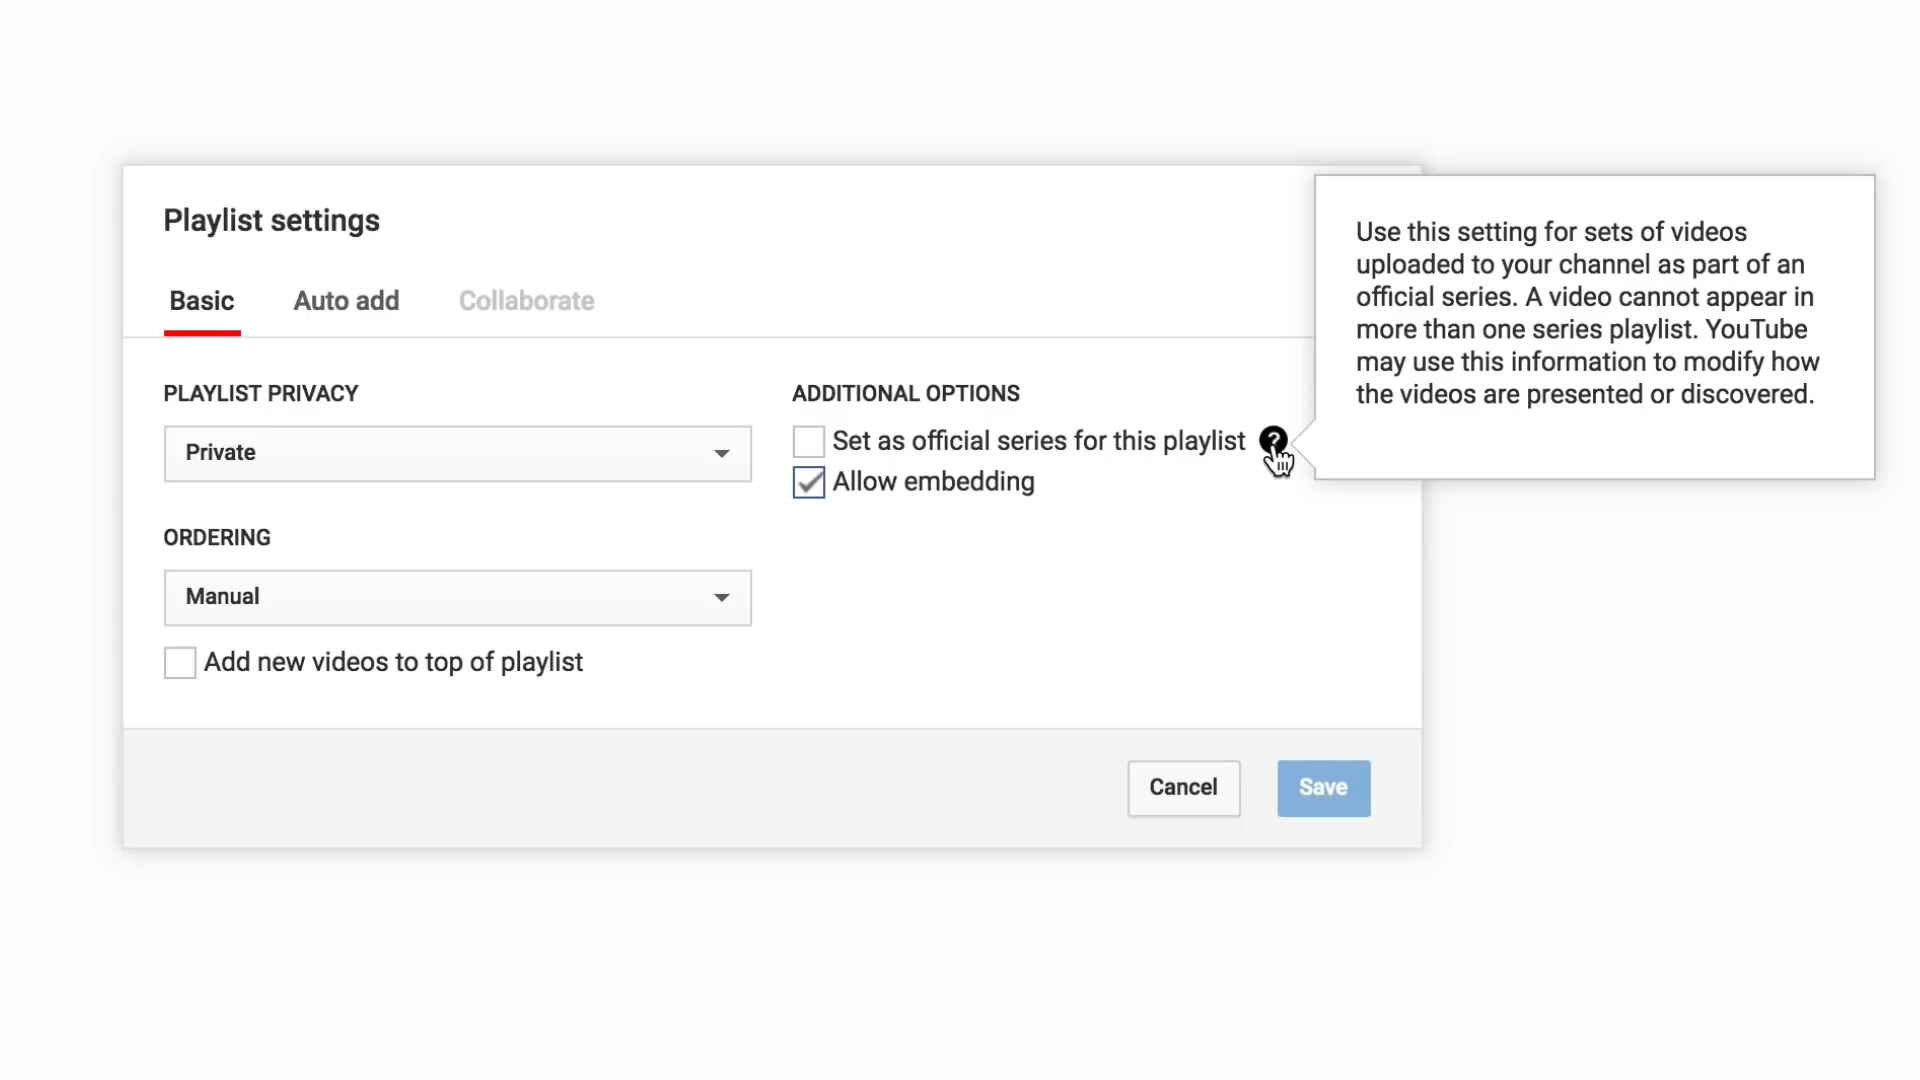 Playlist settings
Basic
Auto add
Collaborate
PLAYLIST PRIVACY
Private
ORDERING
Manual
Add new videos to top of playlist
ADDITIONAL OPTIONS
Set as official series for this playlist ?
Allow embedding
Use this setting for sets of videos
uploaded to your channel as part of an
official series. A video cannot appear in
more than one series playlist. YouTube
may use this information to modify how
the videos are presented or discovered.
Cancel
Save